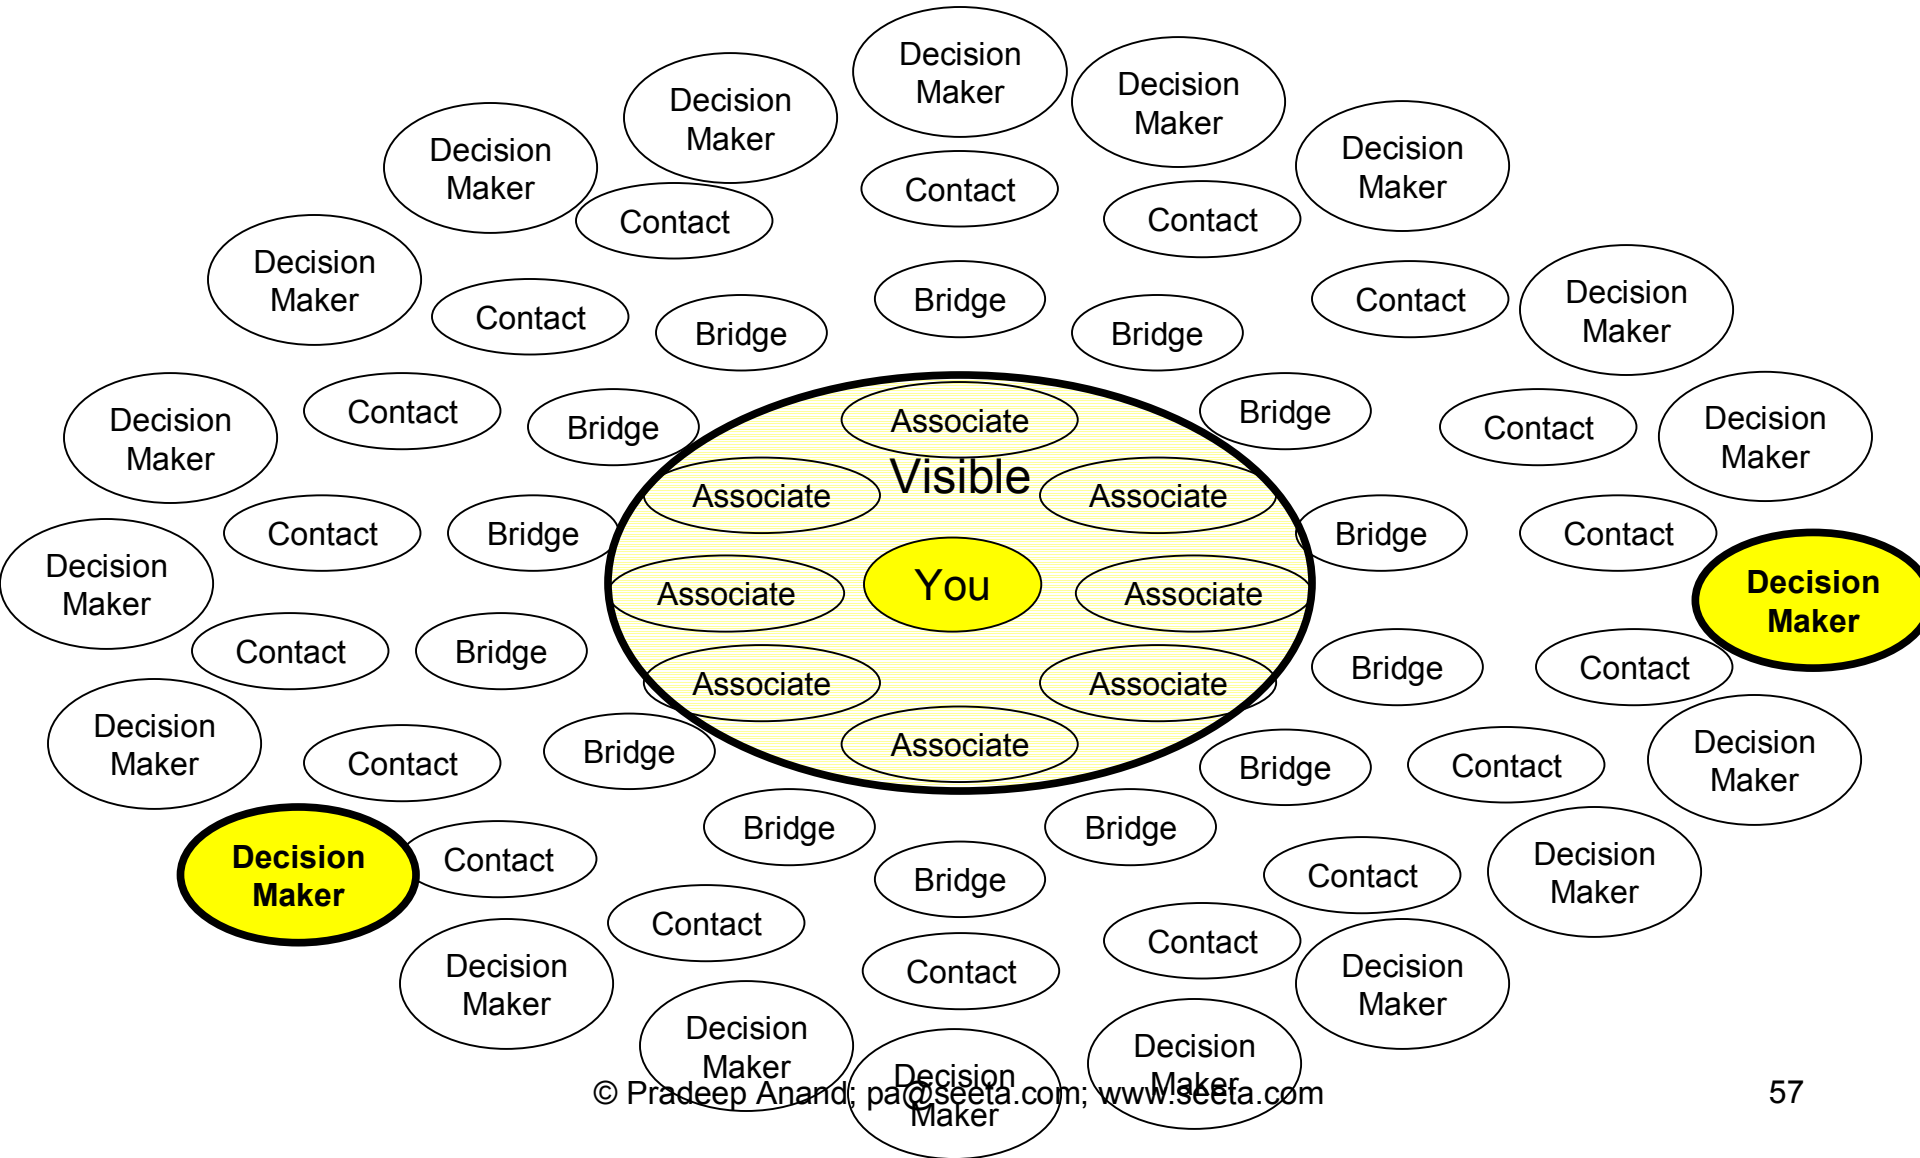 Decision
Maker
Decision
Maker
Decision
Maker
Decision
Maker
Decision
Maker
Contact
Contact
Contact
Decision
Maker
Contact
Contact
Decision
Maker
Bridge
Bridge
Bridge
Decision
Maker
Contact
Bridge
Contact
Bridge
Associate
Bridge
Contact
Decision
Maker
Visible
Associate
Associate
Contact
Bridge
Bridge
Contact
Decision
Maker
Associate
You
Associate
Decision
Maker
Contact
Bridge
Bridge
Contact
Associate
Associate
Decision
Maker
Contact
Bridge
Associate
Bridge
Contact
Decision
Maker
Bridge
Bridge
Decision
Maker
Contact
Bridge
Contact
Decision
Maker
Contact
Contact
Contact
Decision
Maker
Decision
Maker
Decision
Maker
Decision
Maker
Decision
Maker
© Pradeep Anand; pa@seeta.com; www.seeta.com
57